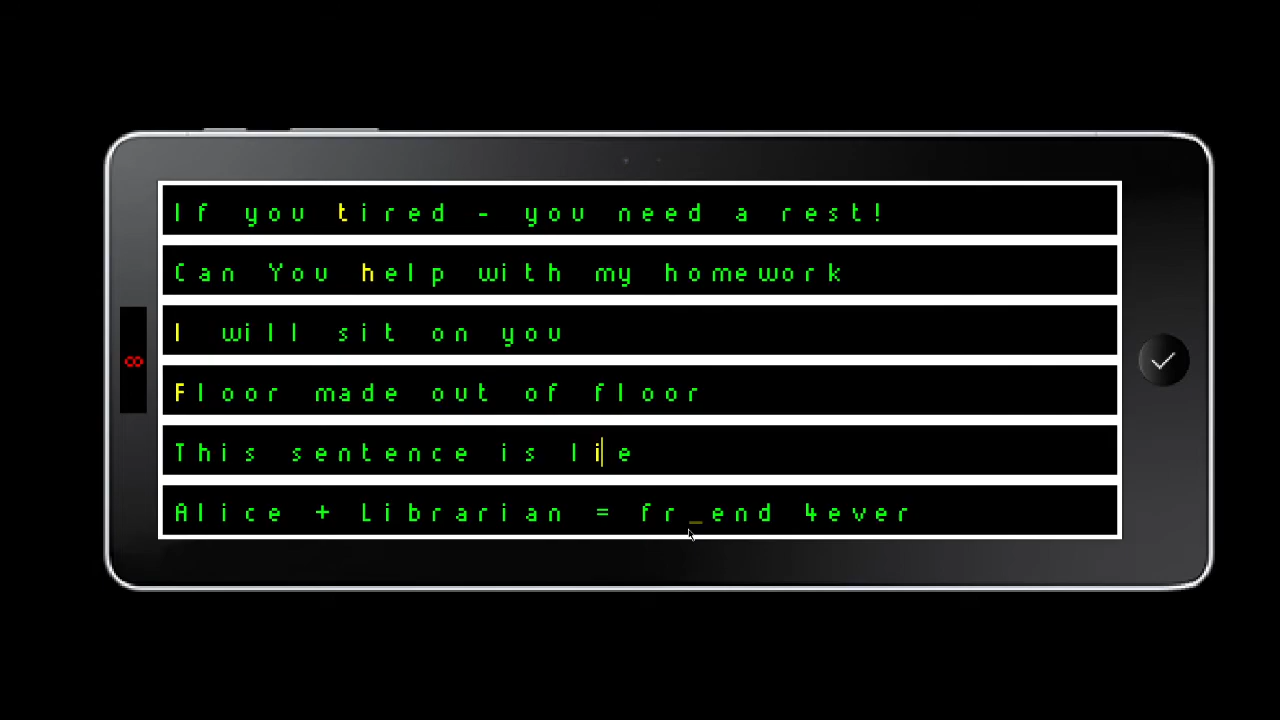 If you tired - you need a rest!
Can You help with my homework
I will sit on you
Floor made out of floor
This sentence is lie
Alice + Librarian = fr_end 4ever
∞